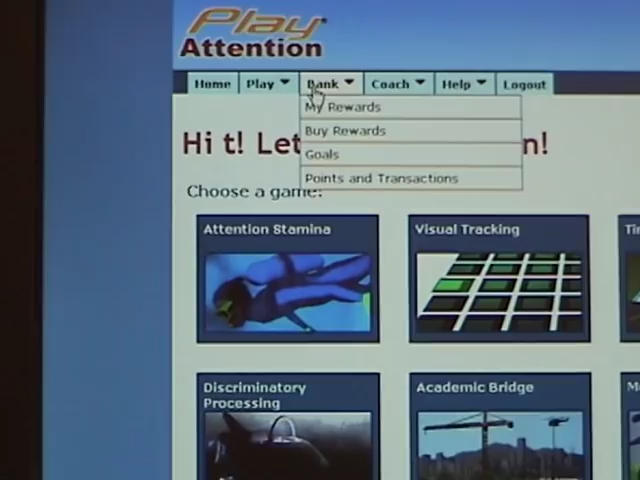 Play
Attention
Home Play Bank Coach Help Logout
My Rewards
Buy Rewards
Goals
Points and Transactions
Hi t! Let n!
Choose a game:
Attention Stamina
Visual Tracking
Discriminatory
Processing
Academic Bridge